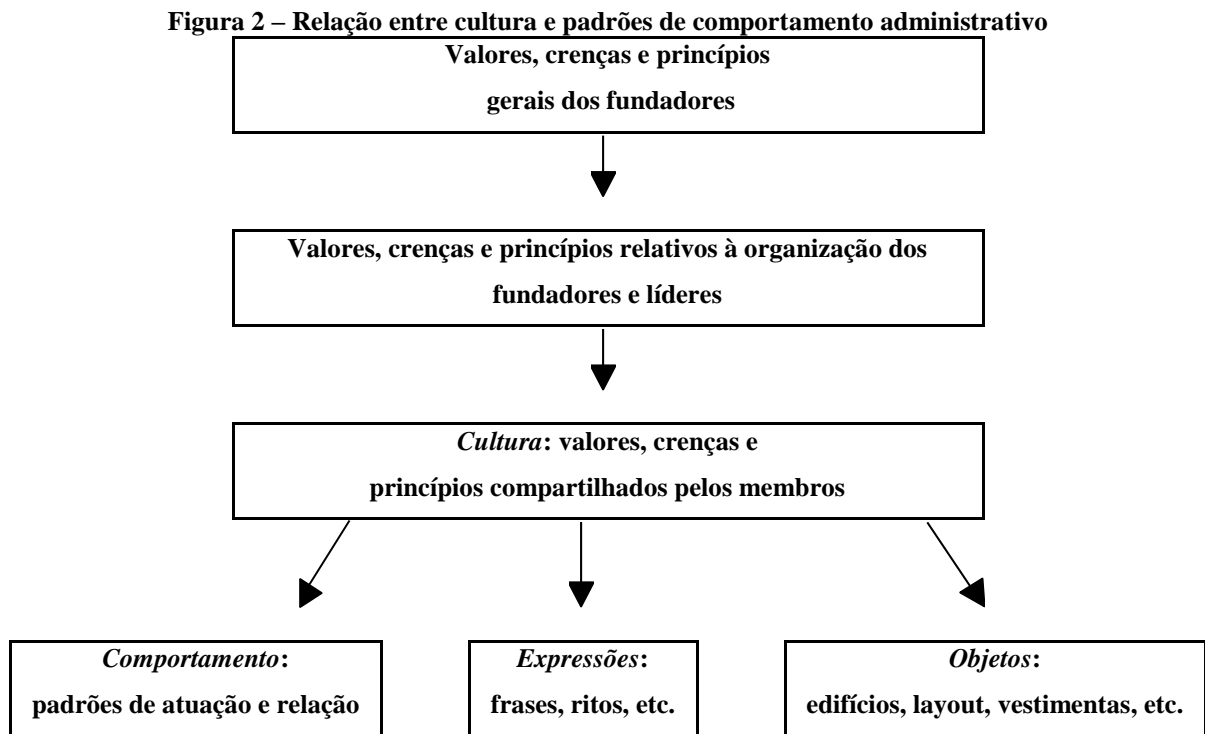 Figura 2 – Relação entre cultura e padrões de comportamento administrativo
Valores, crenças e princípios
gerais dos fundadores
Valores, crenças e princípios relativos à organização dos
fundadores e líderes
Cultura: valores, crenças e
princípios compartilhados pelos membros
Comportamento:
padrões de atuação e relação
Expressões:
frases, ritos, etc.
Objetos:
edifícios, layout, vestimentas, etc.